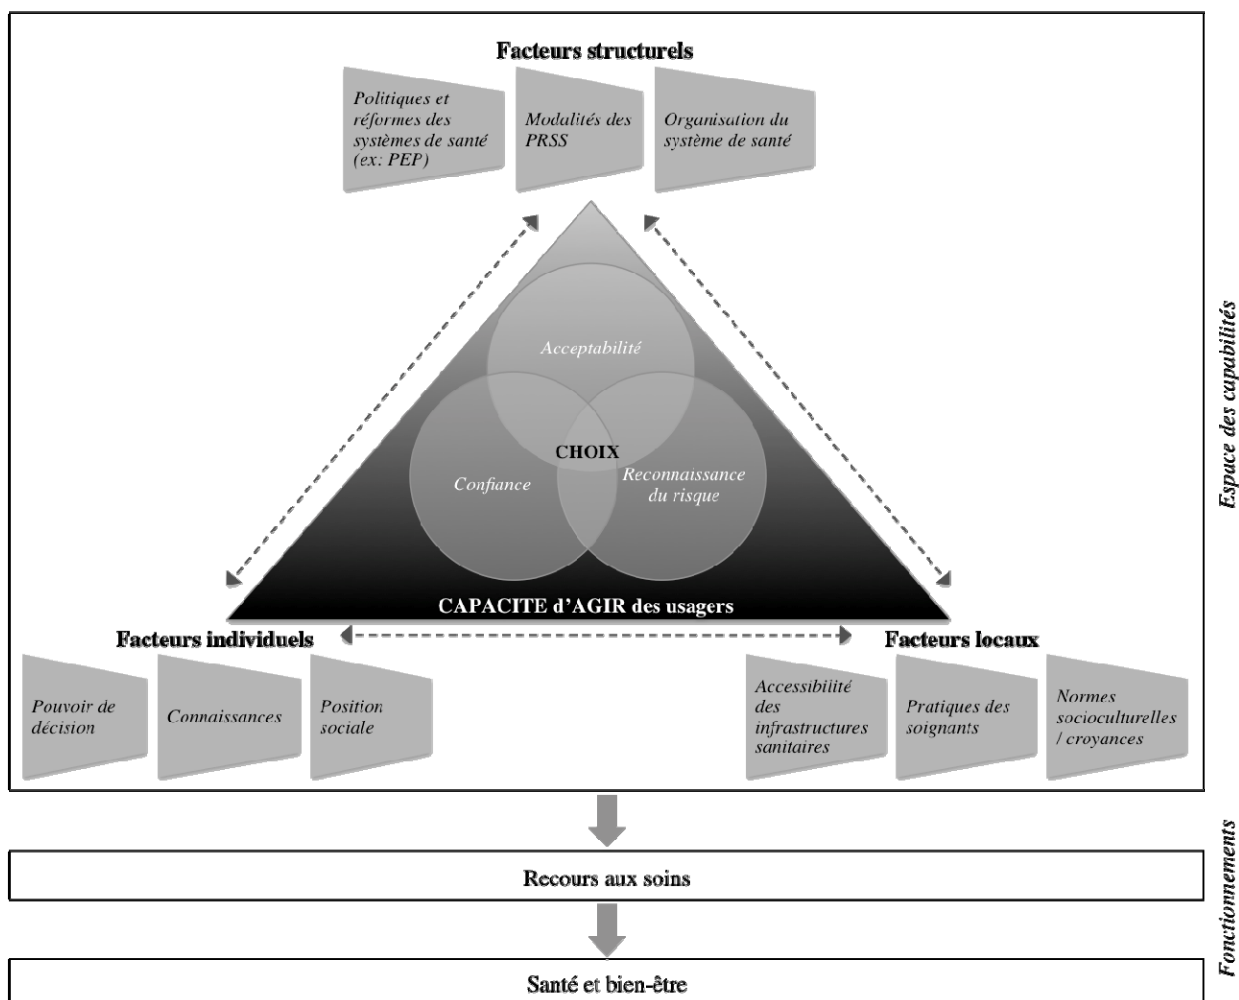 Facteurs structurels
Politiques et
réformes des
systèmes de santé
(ex: PEP)
Modalités des
PRSS
Organisation du
système de santé
Acceptabilité
CHOIX
Confiance
Reconnaissance
du risque
CAPACITE d'AGIR des usagers
Facteurs individuels
Pouvoir de
décision
Connaissances
Position
sociale
Facteurs locaux
Accessibilité
des
infrastructures
sanitaires
Pratiques des
soignants
Normes
socioculturelles
/ croyances
Espace des capabilités
Recours aux soins
Santé et bien-être
Fonctionnements